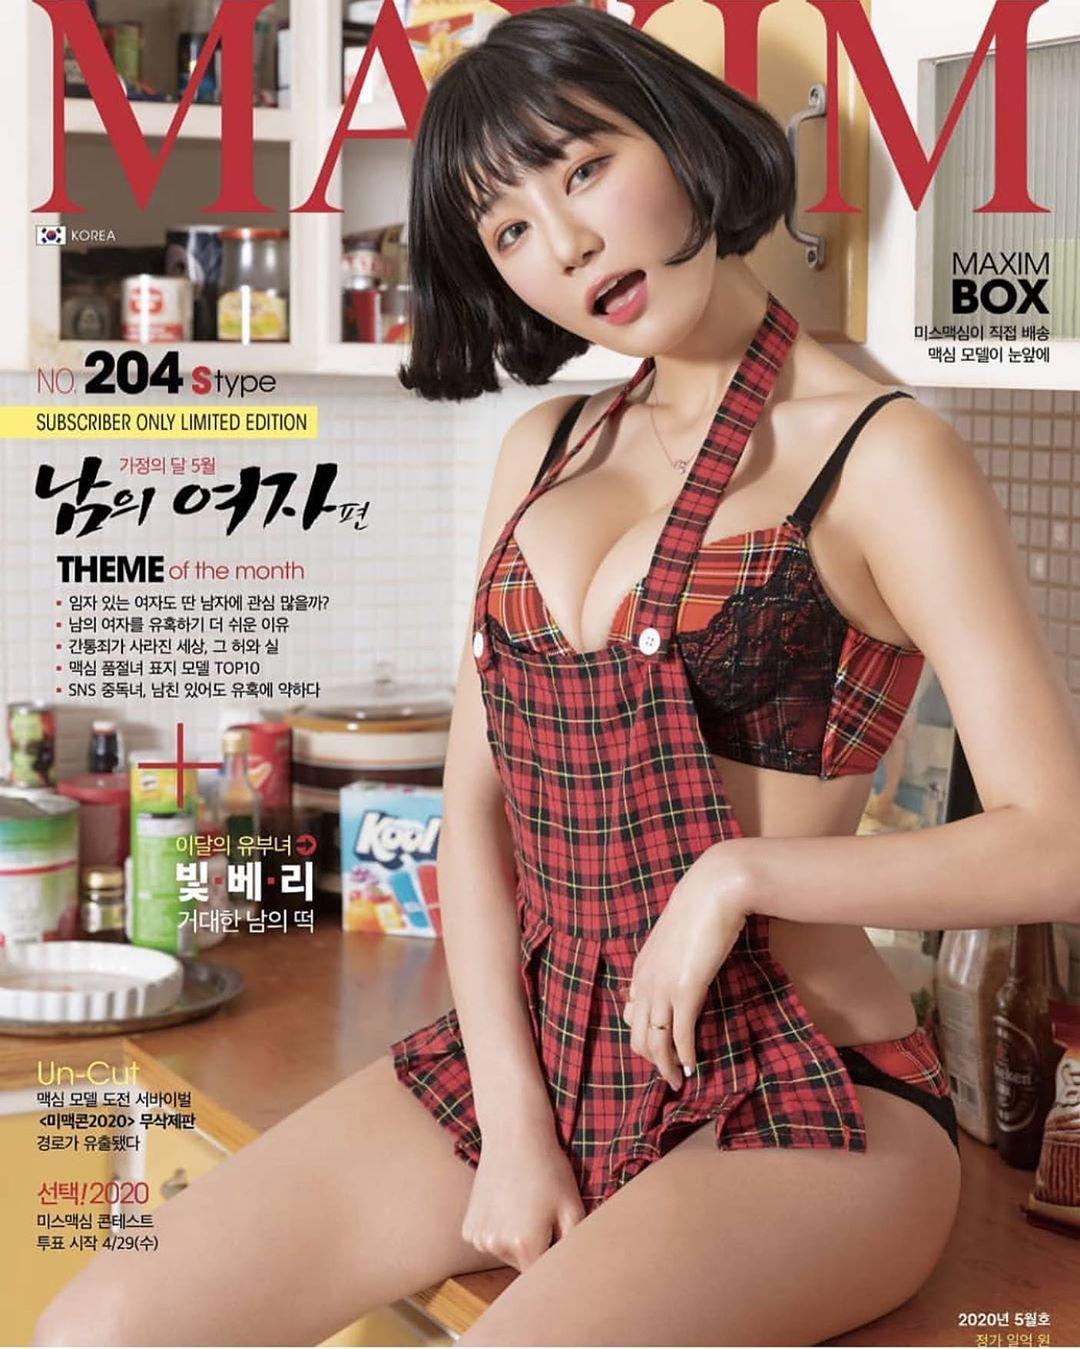 MAXIM
KOREA
MAXIM
BOX
미스맥심이 직접 배송
맥심 모델이 눈앞에
NO. 204 S type
SUBSCRIBER ONLY LIMITED EDITION
가정의 달 5월
남의 여자 편
THEME of the month
▪ 임자 있는 여자도 딴 남자에 관심 많을까?
▪ 남의 여자를 유혹하기 더 쉬운 이유
▪ 간통죄가 사라진 세상, 그 허와 실
▪ 맥심 품절녀 표지 모델 TOP10
▪ SNS 중독녀, 남친 있어도 유혹에 약하다
이달의 유부녀
빛·베·리
거대한 남의 떡
Kool
Un-Cut
맥심 모델 도전 서바이벌
<미맥콘2020> 무삭제판
경로가 유출됐다
선택!2020
미스맥심 콘테스트
투표 시작 4/29(수)
2020년 5월호
정가 일억 원